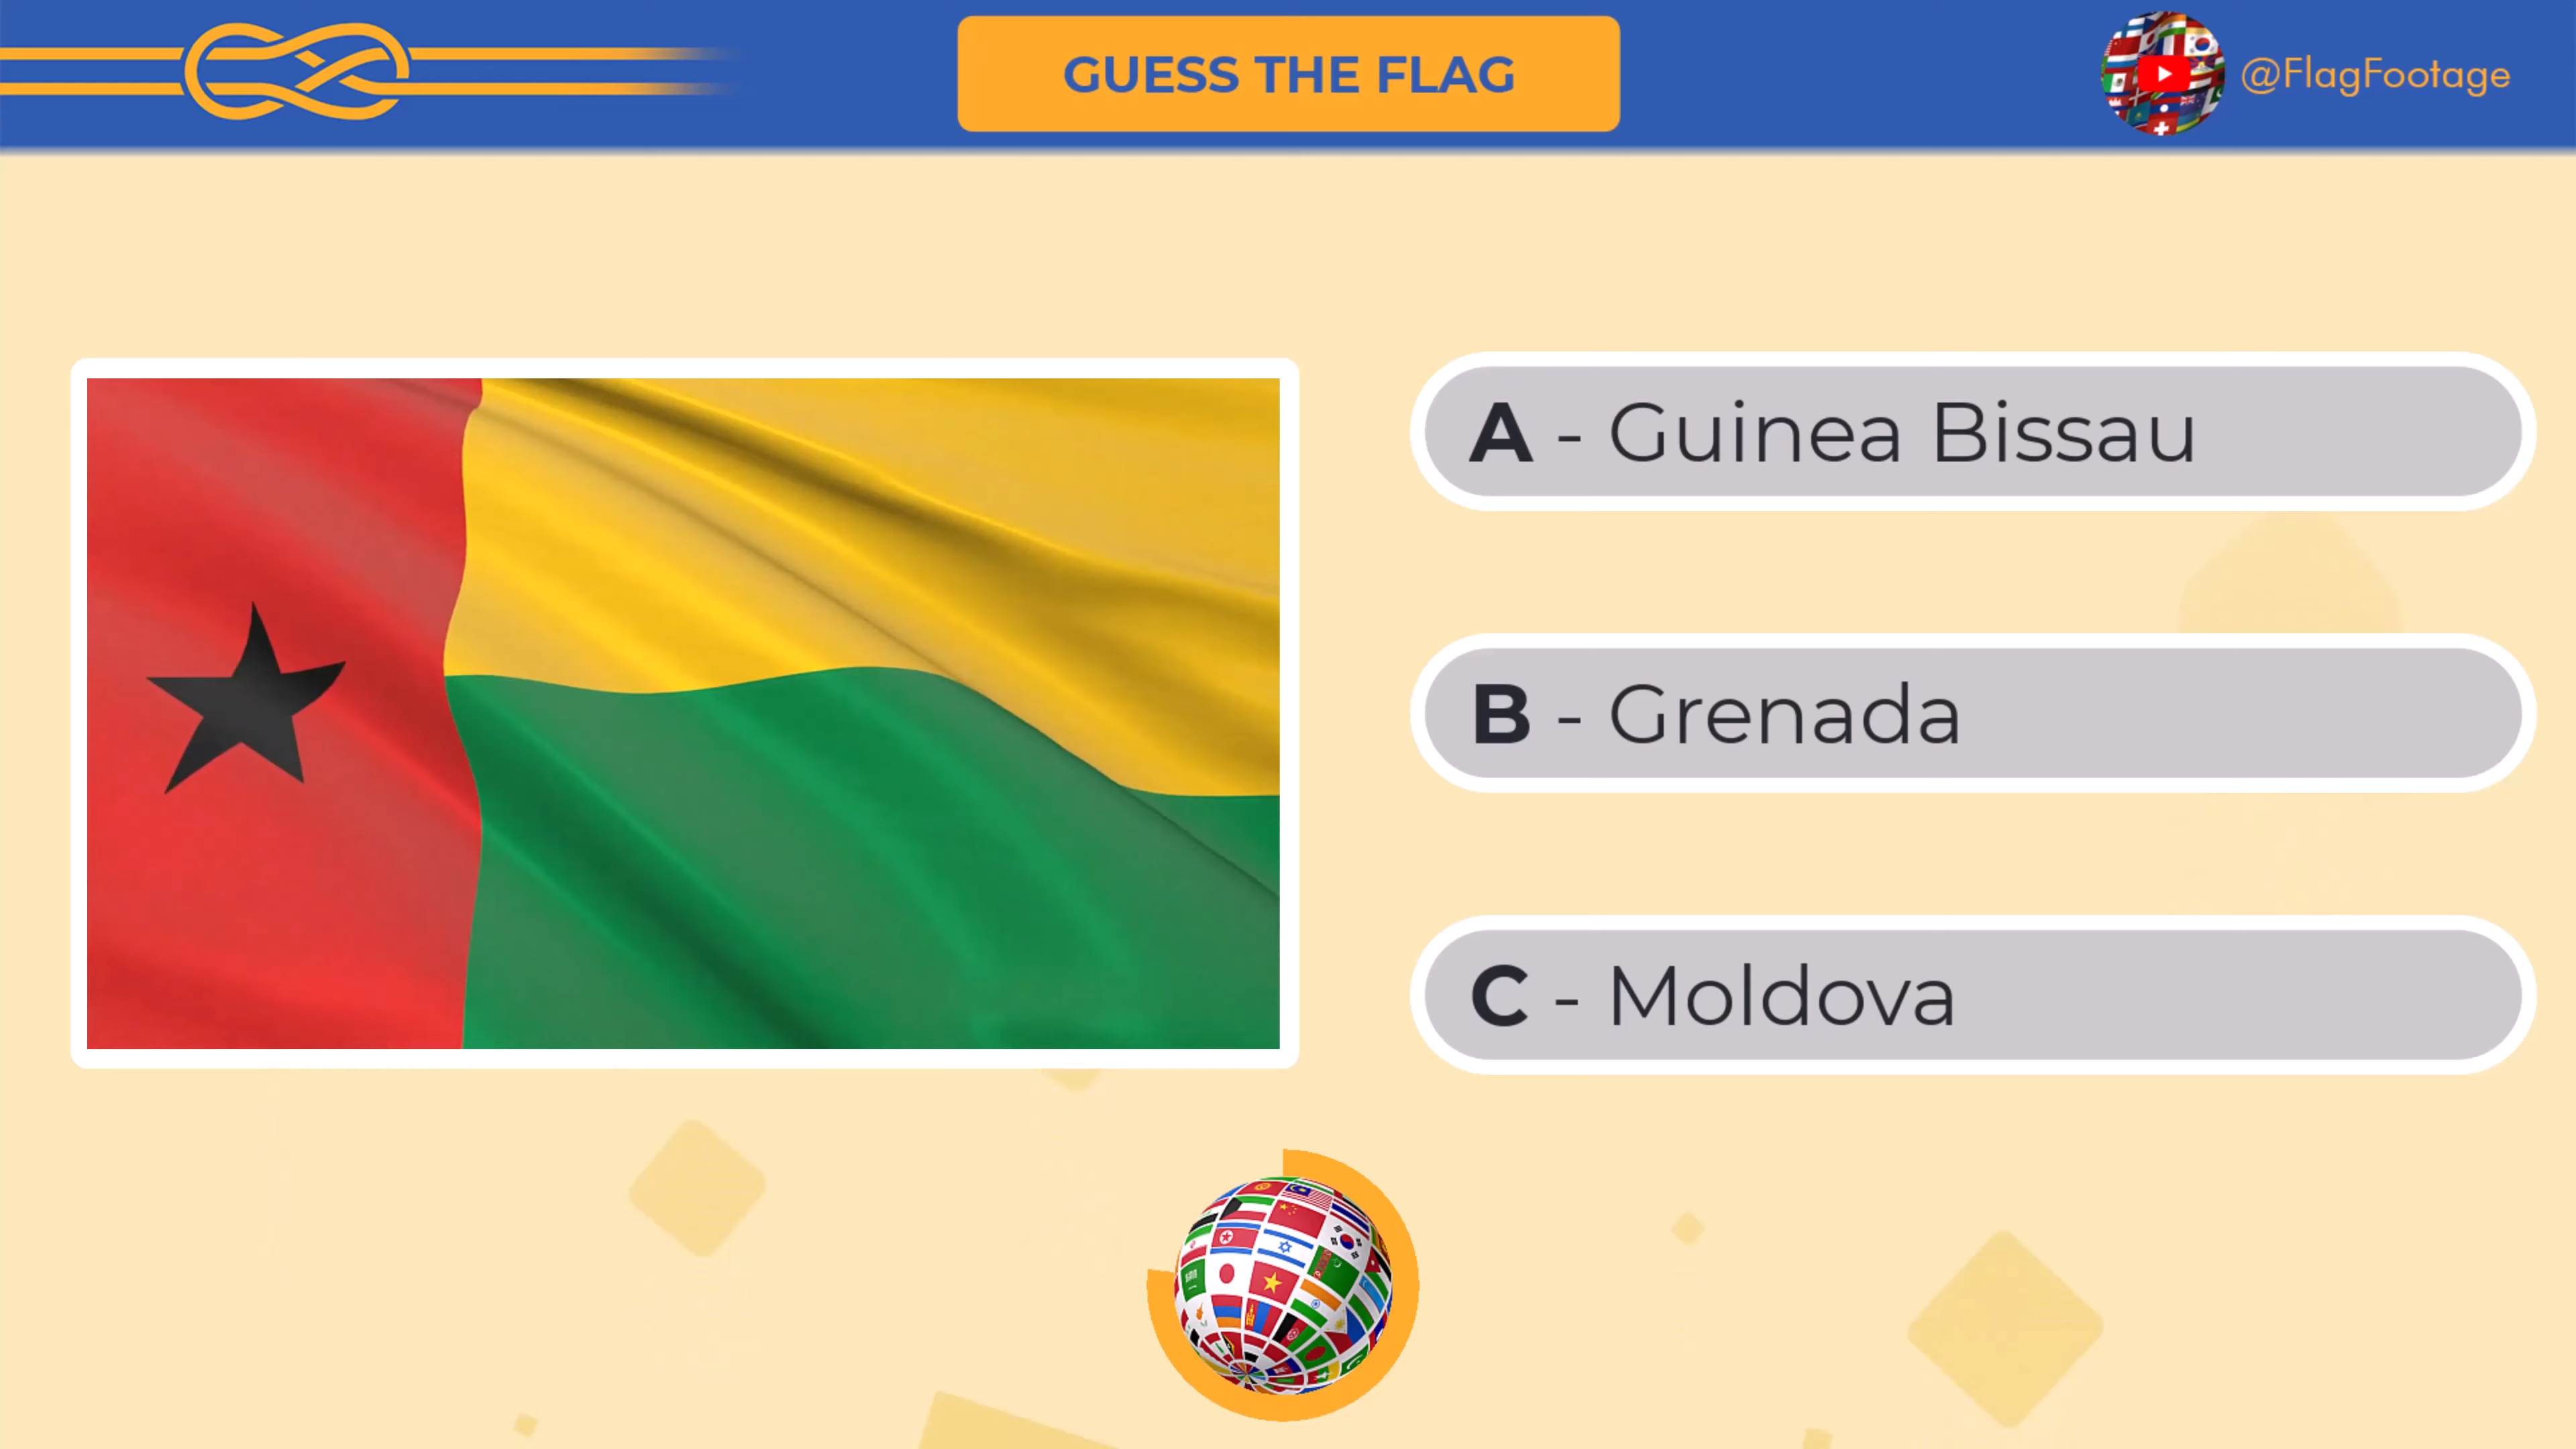 GUESS THE FLAG
@FlagFootage
A - Guinea Bissau
B - Grenada
C - Moldova